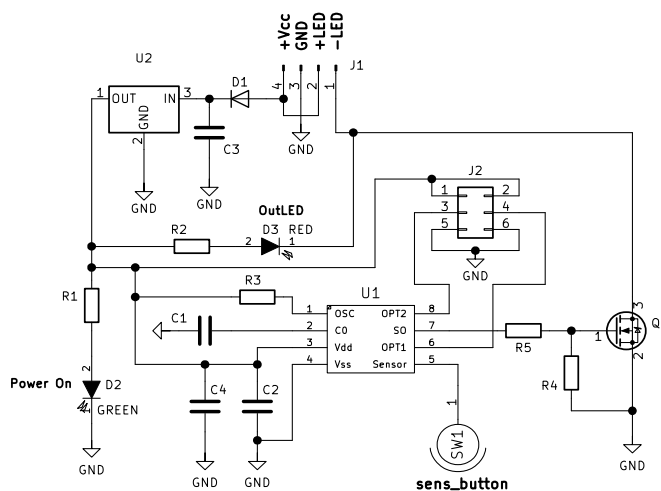 +Vcc
GND
+LED
-LED
J1
4
3
2
1
U2
1
OUT
IN
3
GND
2
D1
C3
GND
GND
GND
J2
1
2
3
4
5
6
GND
OutLED
R2
2
D3
RED
1
R3
U1
R1
C1
1
OSC
OPT2
8
2
C0
SO
7
3
Vdd
OPT1
6
4
Vss
Sensor
5
R5
1
3
Q
2
R4
Power On
2
D2
1
GREEN
C4
C2
1
SW1
GND
GND
GND
GND
sens_button